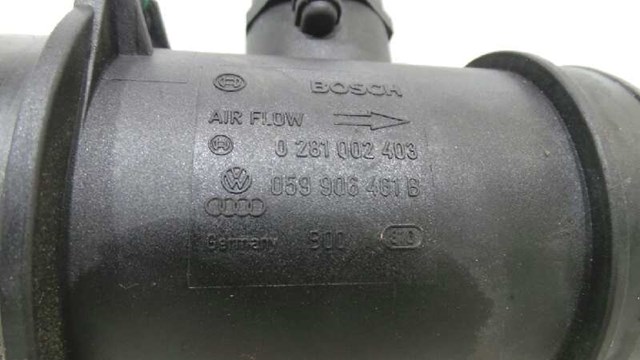 BOSCH
AIR FLOW
0 281 002 403
059 906 461 B
Germany 900